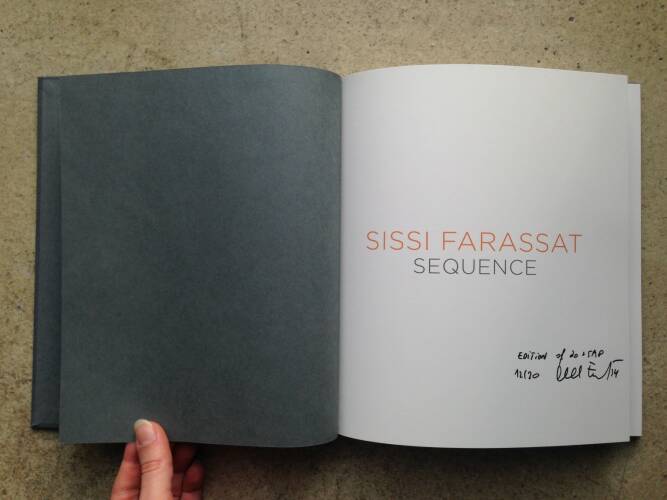 SISSI FARASSAT
SEQUENCE
EDITION of 20 + 5AP
12/20